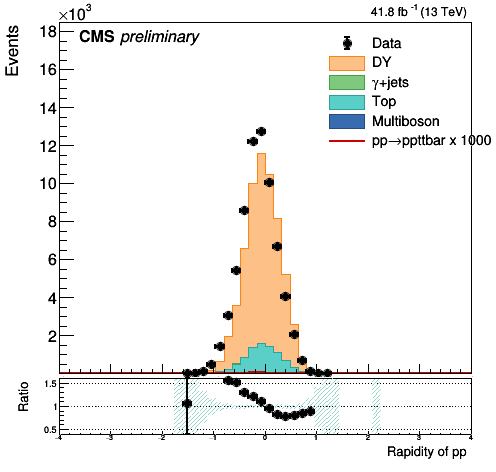 ×10³
41.8 fb⁻¹ (13 TeV)
CMS preliminary
Events
18
16
14
12
10
8
6
4
2
Data
DY
γ+jets
Top
Multiboson
pp→ppttbar x 1000
Ratio
1.5
1
0.5
-4 -3 -2 -1 0 1 2 3 4
Rapidity of pp